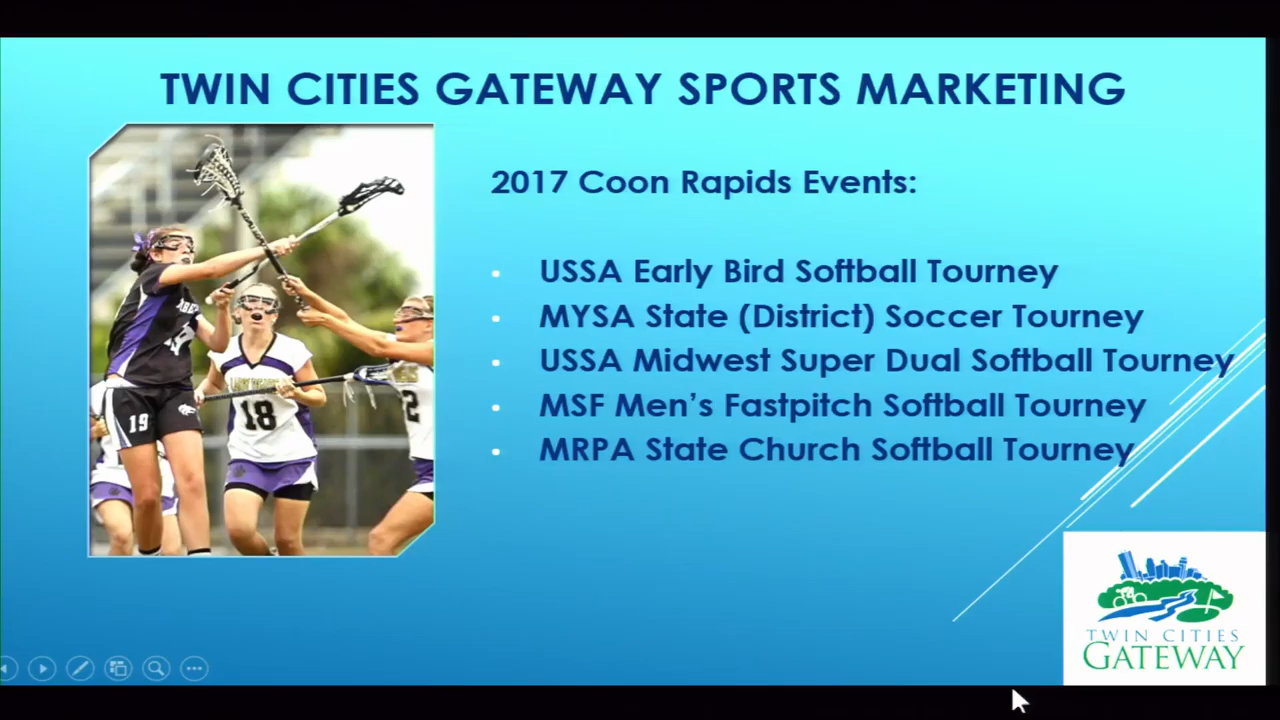 TWIN CITIES GATEWAY SPORTS MARKETING
2017 Coon Rapids Events:
• USSA Early Bird Softball Tourney
• MYSA State (District) Soccer Tourney
• USSA Midwest Super Dual Softball Tourney
• MSF Men's Fastpitch Softball Tourney
• MRPA State Church Softball Tourney
19
18
2
TWIN CITIES
GATEWAY